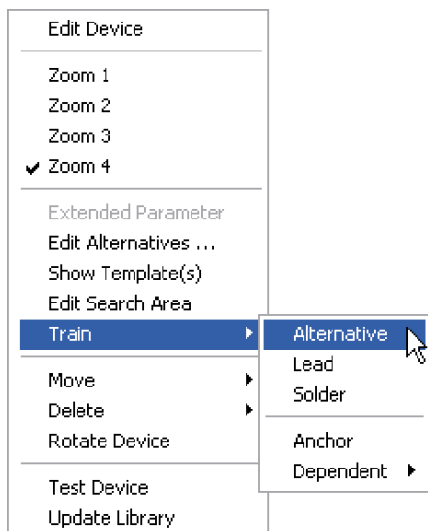 Edit Device
Zoom 1
Zoom 2
Zoom 3
Zoom 4
Extended Parameter
Edit Alternatives ...
Show Template(s)
Edit Search Area
Train
Move
Delete
Rotate Device
Test Device
Update Library
Alternative
Lead
Solder
Anchor
Dependent